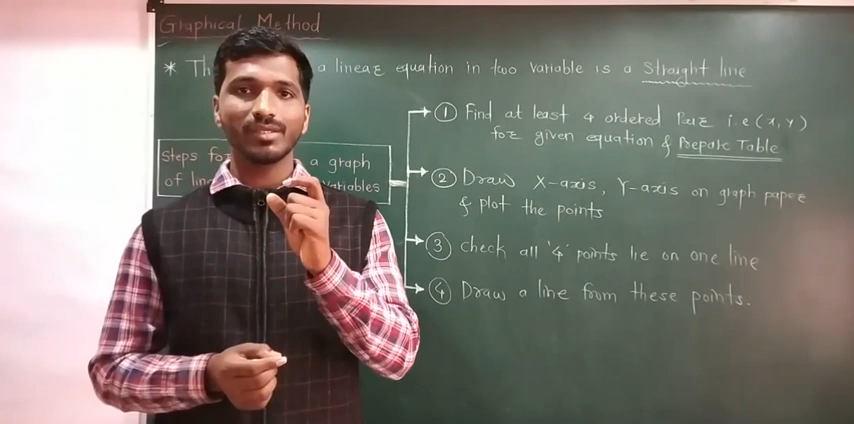 Graphical Method
* Th a linear equation in two variable is a Straight line
① Find at least 4 ordered Pair i.e (x, y)
for given equation & Prepare Table
Steps for a graph
of lin variables
② Draw X-axis, Y-axis on graph paper
& plot the points
③ check all '4' points lie on one line
④ Draw a line from these points.